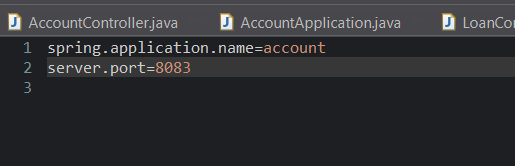 AccountController.java AccountApplication.java LoanCo
1 spring.application.name=account
2 server.port=8083
3